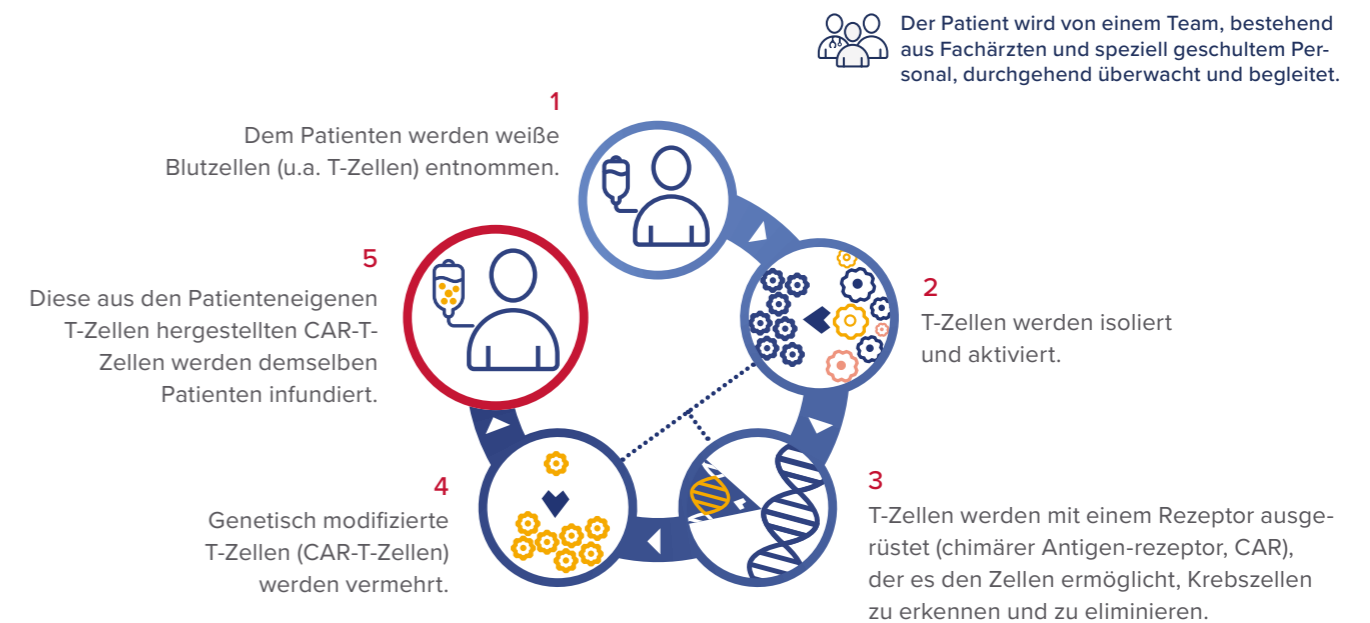 Der Patient wird von einem Team, bestehend
aus Fachärzten und speziell geschultem Per-
sonal, durchgehend überwacht und begleitet.
1
Dem Patienten werden weiße
Blutzellen (u.a. T-Zellen) entnommen.
2
T-Zellen werden isoliert
und aktiviert.
3
T-Zellen werden mit einem Rezeptor ausge-
rüstet (chimärer Antigen-rezeptor, CAR),
der es den Zellen ermöglicht, Krebszellen
zu erkennen und zu eliminieren.
4
Genetisch modifizierte
T-Zellen (CAR-T-Zellen)
werden vermehrt.
5
Diese aus den Patienteneigenen
T-Zellen hergestellten CAR-T-
Zellen werden demselben
Patienten infundiert.